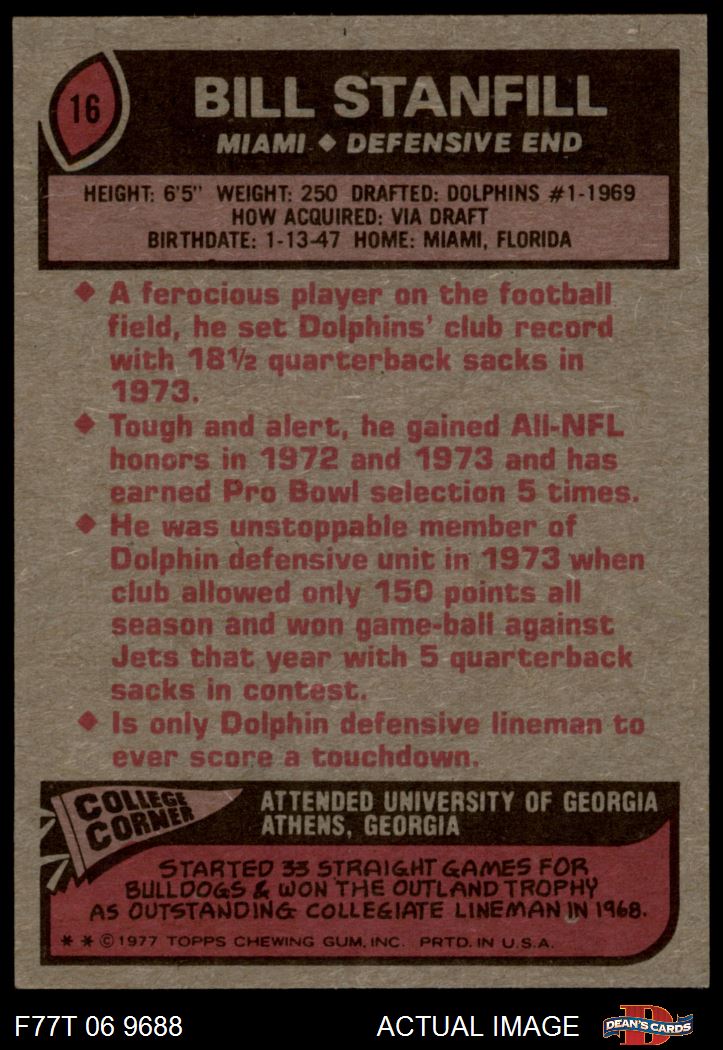 16
BILL STANFILL
MIAMI ◆ DEFENSIVE END
HEIGHT: 6'5" WEIGHT: 250 DRAFTED: DOLPHINS #1-1969
HOW ACQUIRED: VIA DRAFT
BIRTHDATE: 1-13-47 HOME: MIAMI, FLORIDA
◆ A ferocious player on the football
field, he set Dolphins' club record
with 18½ quarterback sacks in
1973.
◆ Tough and alert, he gained All-NFL
honors in 1972 and 1973 and has
earned Pro Bowl selection 5 times.
◆ He was unstoppable member of
Dolphin defensive unit in 1973 when
club allowed only 150 points all
season and won game-ball against
Jets that year with 5 quarterback
sacks in contest.
◆ Is only Dolphin defensive lineman to
ever score a touchdown.
COLLEGE
CORNER
ATTENDED UNIVERSITY OF GEORGIA
ATHENS, GEORGIA
STARTED 33 STRAIGHT GAMES FOR
BULLDOGS & WON THE OUTLAND TROPHY
AS OUTSTANDING COLLEGIATE LINEMAN IN 1968.
* * © 1977 TOPPS CHEWING GUM, INC. PRTD. IN U.S.A.
F77T 06 9688
ACTUAL IMAGE
D
DEAN'S CARDS